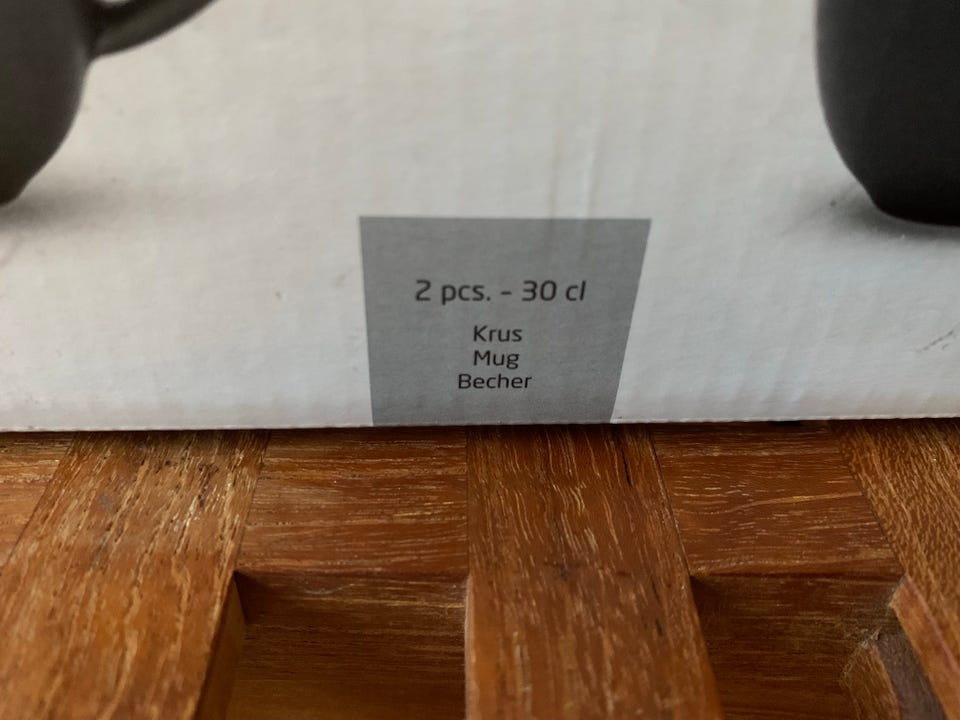 2 pcs. - 30 cl
Krus
Mug
Becher